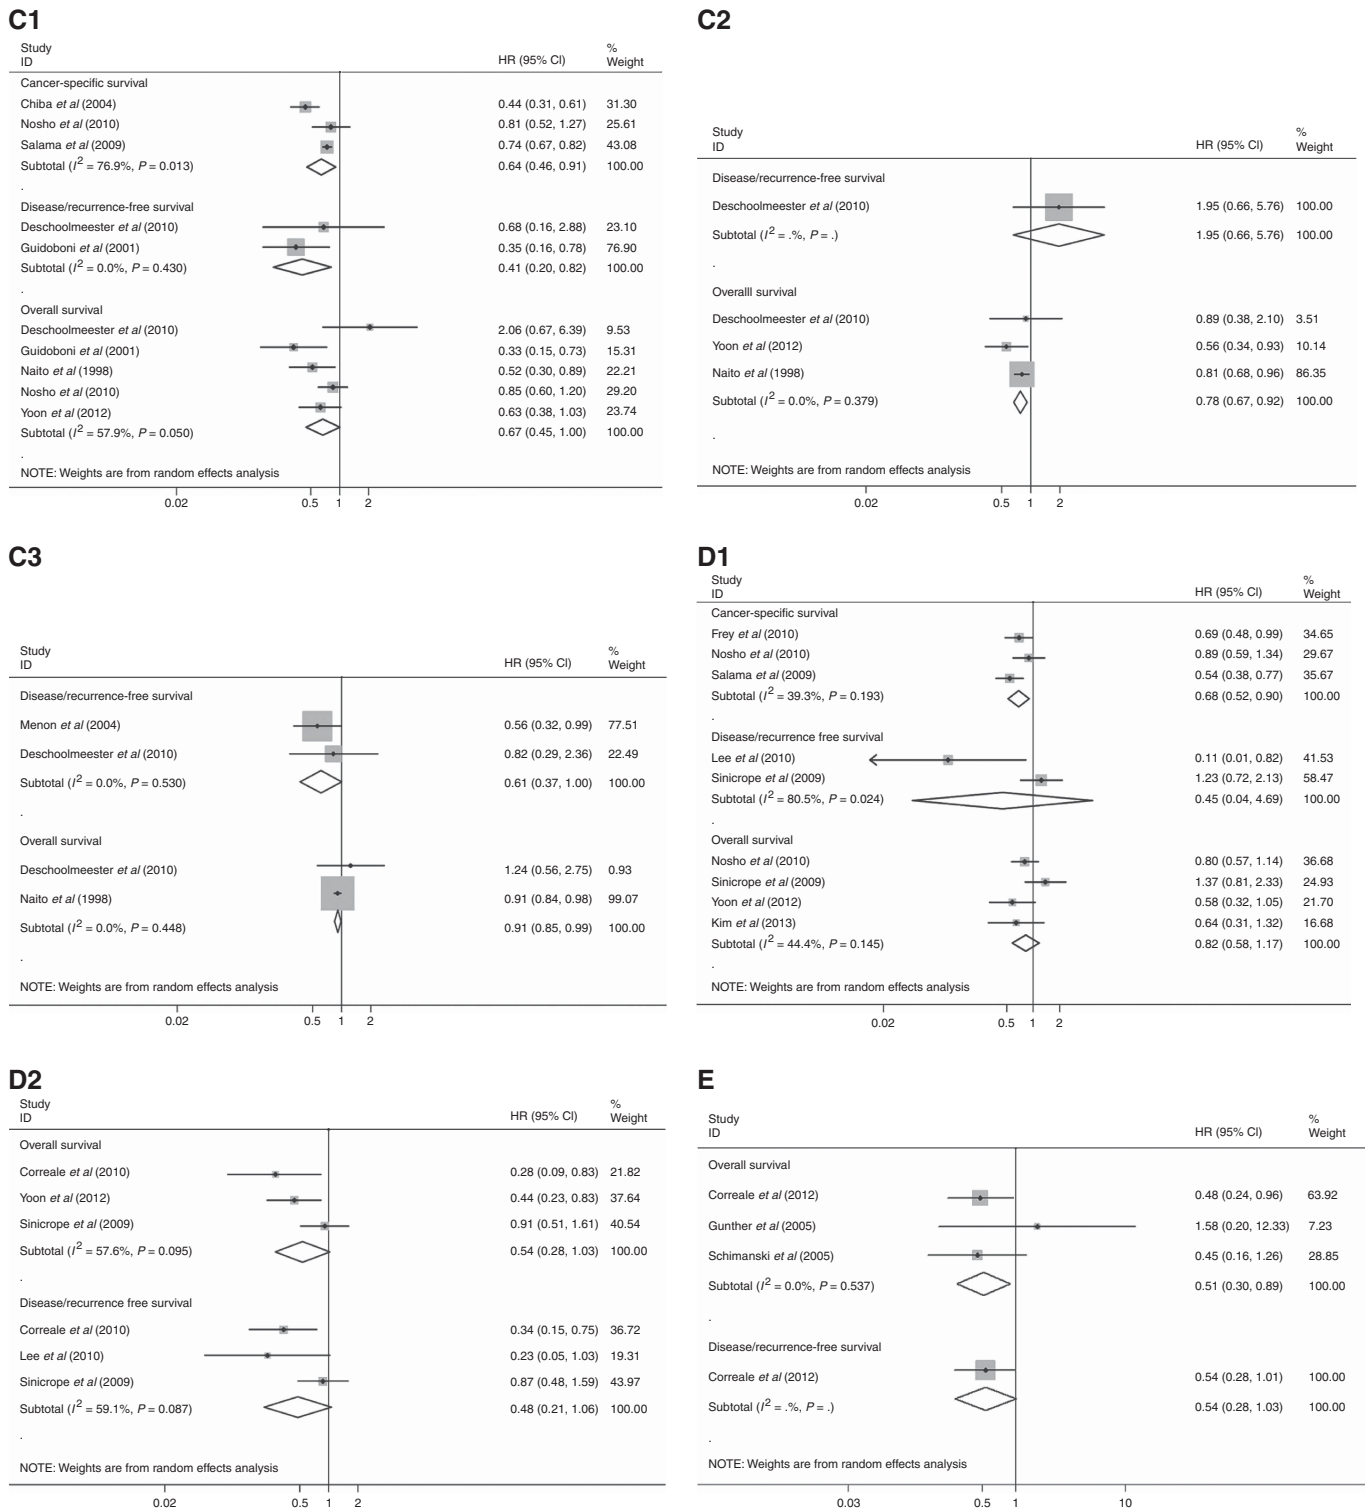 C1
Study
ID HR (95% CI) % Weight
Cancer-specific survival
Chiba et al (2004) 0.44 (0.31, 0.61) 31.30
Nosho et al (2010) 0.81 (0.52, 1.27) 25.61
Salama et al (2009) 0.74 (0.67, 0.82) 43.08
Subtotal (I2 = 76.9%, P = 0.013) 0.64 (0.46, 0.91) 100.00
.
Disease/recurrence-free survival
Deschoolmeester et al (2010) 0.68 (0.16, 2.88) 23.10
Guidoboni et al (2001) 0.35 (0.16, 0.78) 76.90
Subtotal (I2 = 0.0%, P = 0.430) 0.41 (0.20, 0.82) 100.00
.
Overall survival
Deschoolmeester et al (2010) 2.06 (0.67, 6.39) 9.53
Guidoboni et al (2001) 0.33 (0.15, 0.73) 15.31
Naito et al (1998) 0.52 (0.30, 0.89) 22.21
Nosho et al (2010) 0.85 (0.60, 1.20) 29.20
Yoon et al (2012) 0.63 (0.38, 1.03) 23.74
Subtotal (I2 = 57.9%, P = 0.050) 0.67 (0.45, 1.00) 100.00
.
NOTE: Weights are from random effects analysis
0.02 0.5 1 2
C2
Study
ID HR (95% CI) % Weight
Disease/recurrence-free survival
Deschoolmeester et al (2010) 1.95 (0.66, 5.76) 100.00
Subtotal (I2 = .%, P = .) 1.95 (0.66, 5.76) 100.00
.
Overalll survival
Deschoolmeester et al (2010) 0.89 (0.38, 2.10) 3.51
Yoon et al (2012) 0.56 (0.34, 0.93) 10.14
Naito et al (1998) 0.81 (0.68, 0.96) 86.35
Subtotal (I2 = 0.0%, P = 0.379) 0.78 (0.67, 0.92) 100.00
.
NOTE: Weights are from random effects analysis
0.02 0.5 1 2
C3
Study
ID HR (95% CI) % Weight
Disease/recurrence-free survival
Menon et al (2004) 0.56 (0.32, 0.99) 77.51
Deschoolmeester et al (2010) 0.82 (0.29, 2.36) 22.49
Subtotal (I2 = 0.0%, P = 0.530) 0.61 (0.37, 1.00) 100.00
.
Overall survival
Deschoolmeester et al (2010) 1.24 (0.56, 2.75) 0.93
Naito et al (1998) 0.91 (0.84, 0.98) 99.07
Subtotal (I2 = 0.0%, P = 0.448) 0.91 (0.85, 0.99) 100.00
.
NOTE: Weights are from random effects analysis
0.02 0.5 1 2
D1
Study
ID HR (95% CI) % Weight
Cancer-specific survival
Frey et al (2010) 0.69 (0.48, 0.99) 34.65
Nosho et al (2010) 0.89 (0.59, 1.34) 29.67
Salama et al (2009) 0.54 (0.38, 0.77) 35.67
Subtotal (I2 = 39.3%, P = 0.193) 0.68 (0.52, 0.90) 100.00
.
Disease/recurrence free survival
Lee et al (2010) 0.11 (0.01, 0.82) 41.53
Sinicrope et al (2009) 1.23 (0.72, 2.13) 58.47
Subtotal (I2 = 80.5%, P = 0.024) 0.45 (0.04, 4.69) 100.00
.
Overall survival
Nosho et al (2010) 0.80 (0.57, 1.14) 36.68
Sinicrope et al (2009) 1.37 (0.81, 2.33) 24.93
Yoon et al (2012) 0.58 (0.32, 1.05) 21.70
Kim et al (2013) 0.64 (0.31, 1.32) 16.68
Subtotal (I2 = 44.4%, P = 0.145) 0.82 (0.58, 1.17) 100.00
.
NOTE: Weights are from random effects analysis
0.02 0.5 1 2
D2
Study
ID HR (95% CI) % Weight
Overall survival
Correale et al (2010) 0.28 (0.09, 0.83) 21.82
Yoon et al (2012) 0.44 (0.23, 0.83) 37.64
Sinicrope et al (2009) 0.91 (0.51, 1.61) 40.54
Subtotal (I2 = 57.6%, P = 0.095) 0.54 (0.28, 1.03) 100.00
.
Disease/recurrence free survival
Correale et al (2010) 0.34 (0.15, 0.75) 36.72
Lee et al (2010) 0.23 (0.05, 1.03) 19.31
Sinicrope et al (2009) 0.87 (0.48, 1.59) 43.97
Subtotal (I2 = 59.1%, P = 0.087) 0.48 (0.21, 1.06) 100.00
.
NOTE: Weights are from random effects analysis
0.02 0.5 1 2
E
Study
ID HR (95% CI) % Weight
Overall survival
Correale et al (2012) 0.48 (0.24, 0.96) 63.92
Gunther et al (2005) 1.58 (0.20, 12.33) 7.23
Schimanski et al (2005) 0.45 (0.16, 1.26) 28.85
Subtotal (I2 = 0.0%, P = 0.537) 0.51 (0.30, 0.89) 100.00
.
Disease/recurrence-free survival
Correale et al (2012) 0.54 (0.28, 1.01) 100.00
Subtotal (I2 = .%, P = .) 0.54 (0.28, 1.03) 100.00
.
NOTE: Weights are from random effects analysis
0.03 0.5 1 10